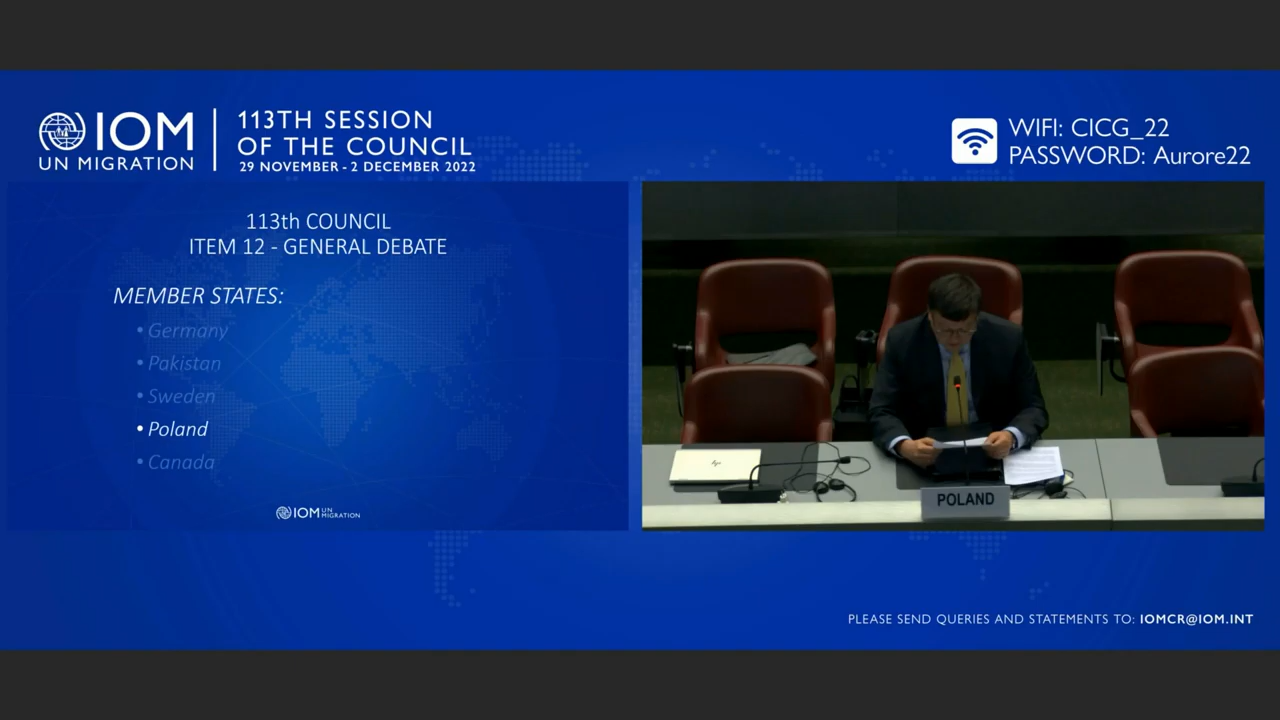 IOM
UN MIGRATION
113TH SESSION
OF THE COUNCIL
29 NOVEMBER - 2 DECEMBER 2022
WIFI: CICG_22
PASSWORD: Aurore22
113th COUNCIL
ITEM 12 - GENERAL DEBATE
MEMBER STATES:
• Germany
• Pakistan
• Sweden
• Poland
• Canada
IOM UN MIGRATION
POLAND
PLEASE SEND QUERIES AND STATEMENTS TO: IOMCR@IOM.INT